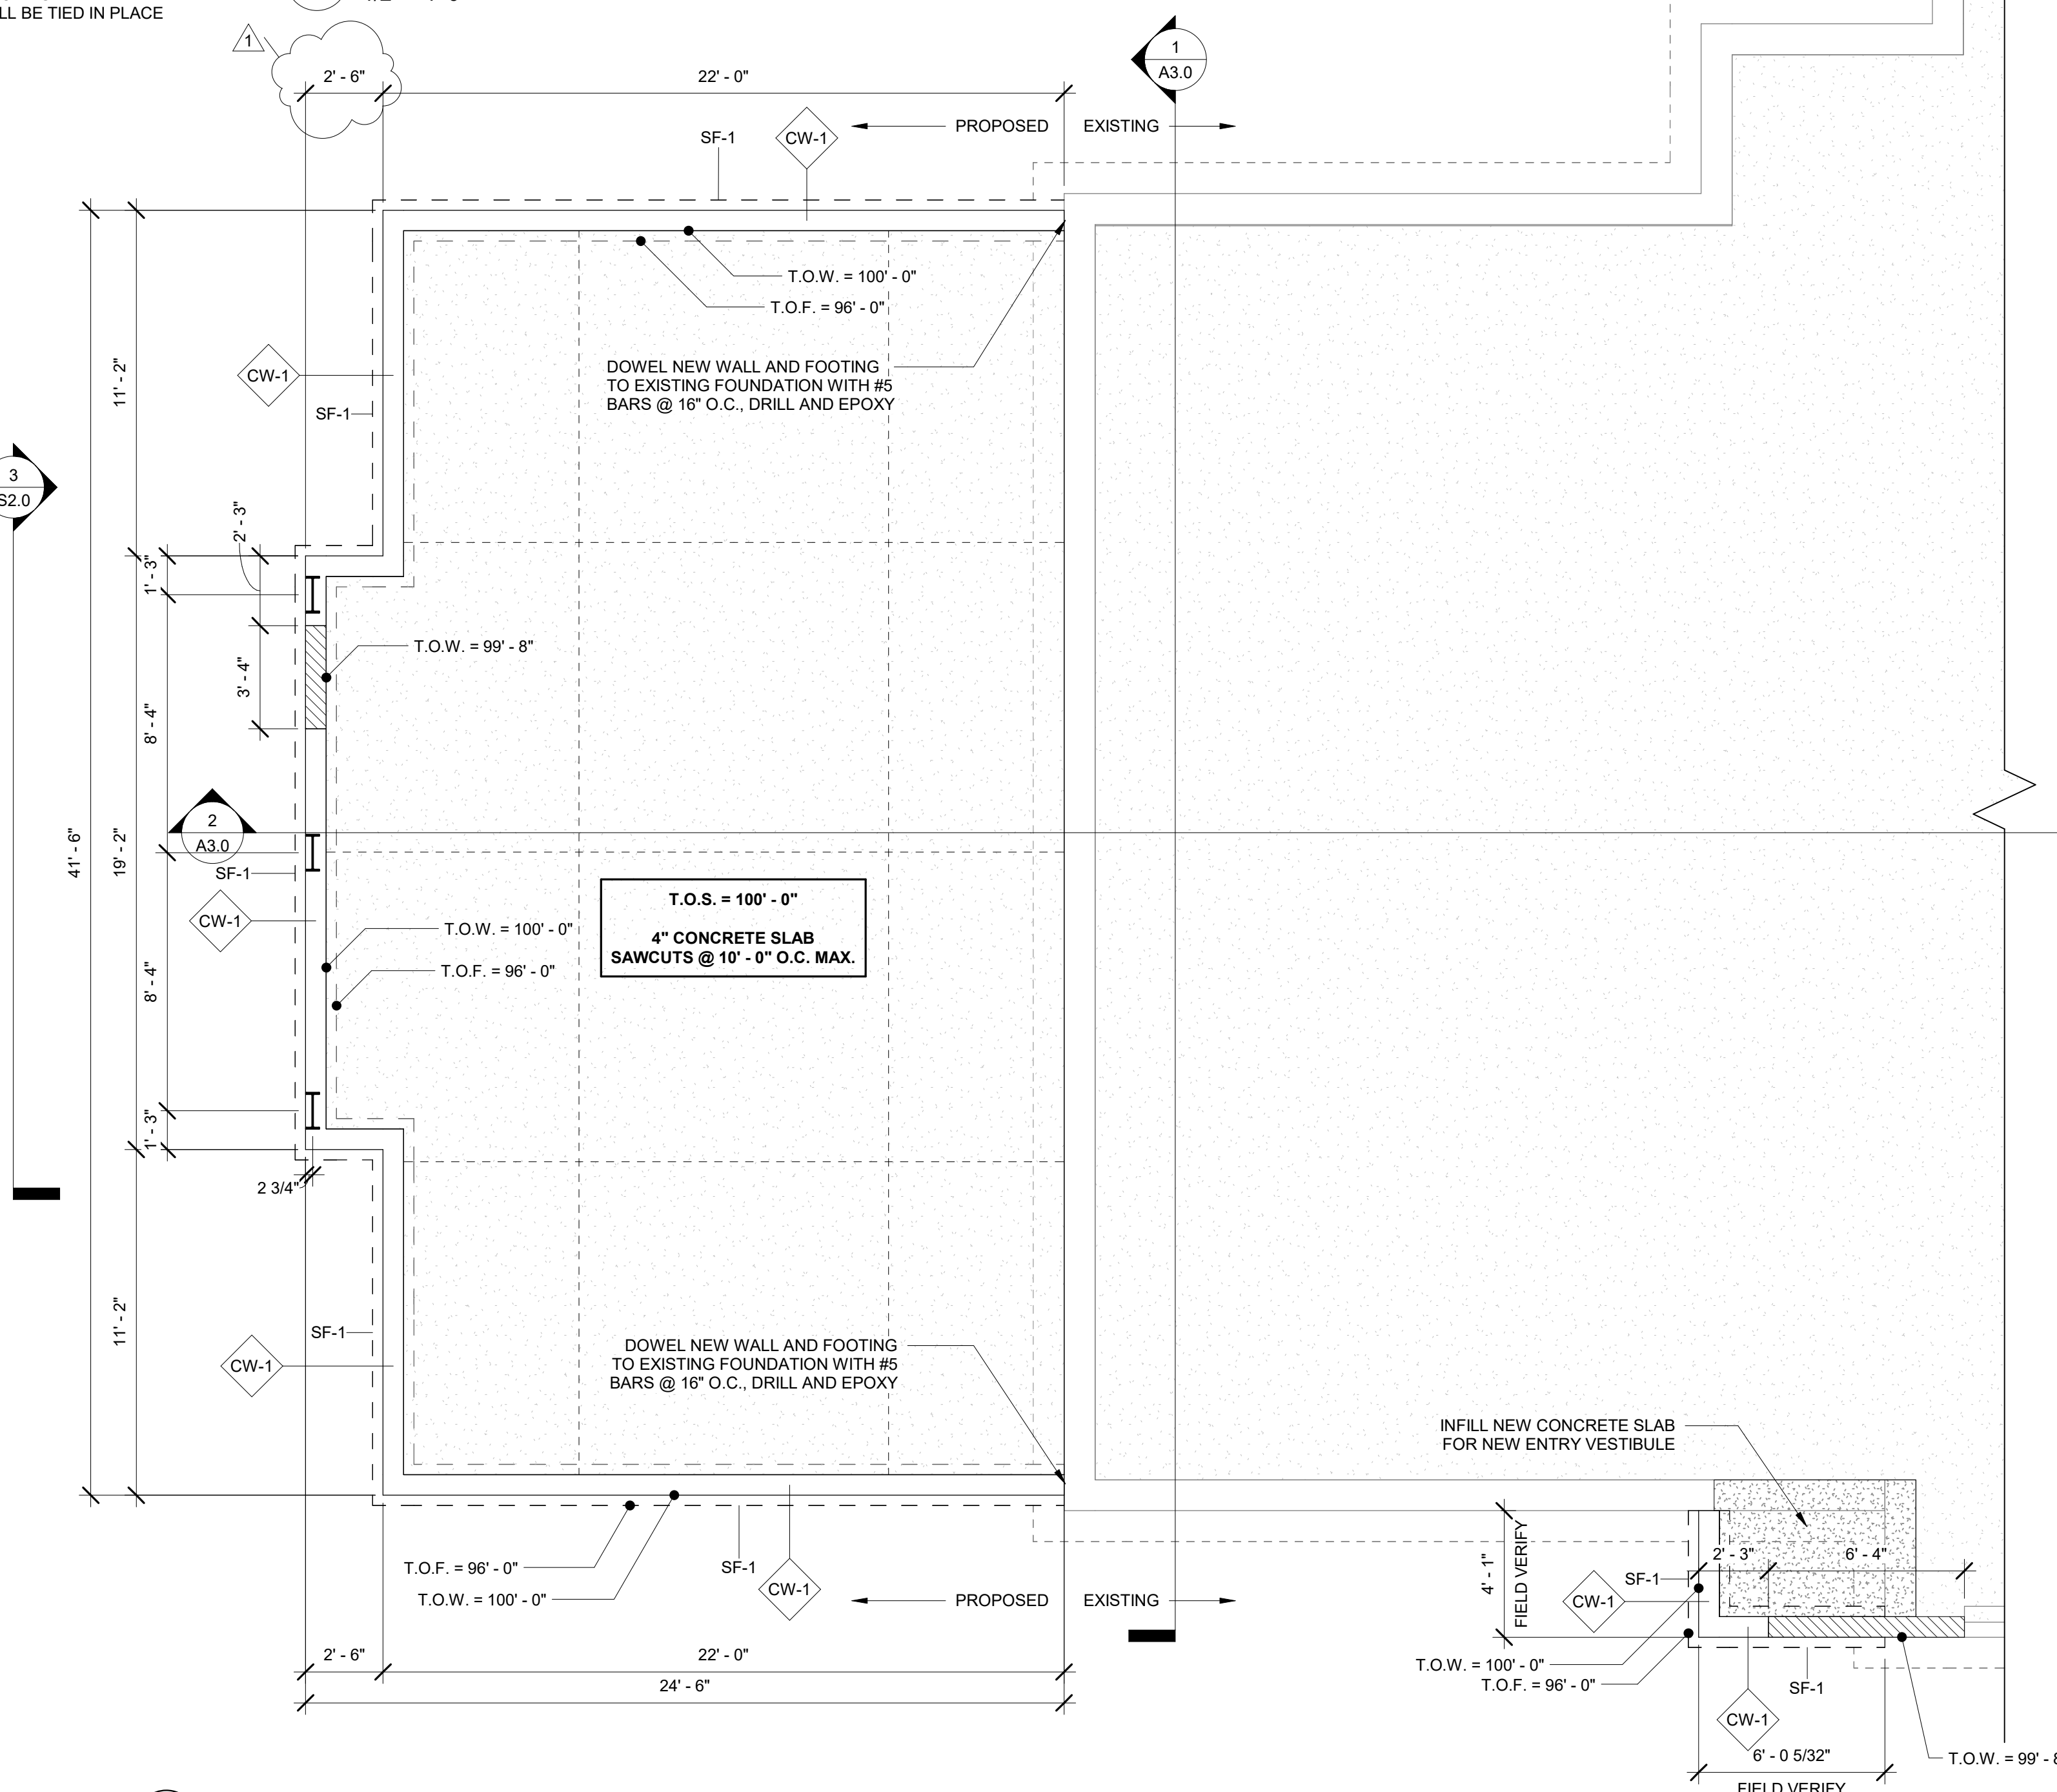 LL BE TIED IN PLACE
1
2' - 6"
22' - 0"
1
A3.0
PROPOSED
EXISTING
SF-1
CW-1
T.O.W. = 100' - 0"
T.O.F. = 96' - 0"
DOWEL NEW WALL AND FOOTING
TO EXISTING FOUNDATION WITH #5
BARS @ 16" O.C., DRILL AND EPOXY
11' - 2"
CW-1
SF-1
3
S2.0
2' - 3"
1' - 3"
T.O.W. = 99' - 8"
3' - 4"
8' - 4"
2
A3.0
41' - 6"
19' - 2"
SF-1
CW-1
T.O.S. = 100' - 0"
4" CONCRETE SLAB
SAWCUTS @ 10' - 0" O.C. MAX.
T.O.W. = 100' - 0"
T.O.F. = 96' - 0"
8' - 4"
1' - 3"
2 3/4"
11' - 2"
SF-1
CW-1
DOWEL NEW WALL AND FOOTING
TO EXISTING FOUNDATION WITH #5
BARS @ 16" O.C., DRILL AND EPOXY
INFILL NEW CONCRETE SLAB
FOR NEW ENTRY VESTIBULE
T.O.F. = 96' - 0"
T.O.W. = 100' - 0"
SF-1
CW-1
PROPOSED
EXISTING
4' - 1"
FIELD VERIFY
2' - 3"
6' - 4"
SF-1
CW-1
T.O.W. = 100' - 0"
T.O.F. = 96' - 0"
SF-1
CW-1
2' - 6"
22' - 0"
24' - 6"
6' - 0 5/32"
FIELD VERIFY
T.O.W. = 99' - 8